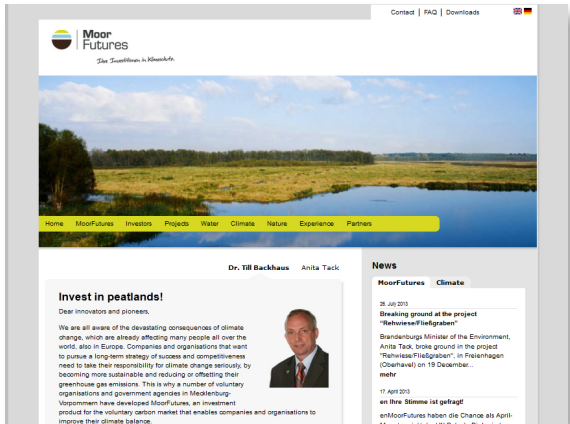 Contact | FAQ | Downloads
Moor
Futures
Ihre Investitionen in Klimaschutz.
Home MoorFutures Investors Projects Water Climate Nature Experience Partners
Dr. Till Backhaus Anita Tack
Invest in peatlands!
Dear innovators and pioneers,
We are all aware of the devastating consequences of climate
change, which are already affecting many people all over the
world, also in Europe. Companies and organisations that want
to pursue a long-term strategy of success and competitiveness
need to take their responsibility for climate change seriously, by
becoming more sustainable and reducing or offsetting their
greenhouse gas emissions. This is why a number of voluntary
organisations and government agencies in Mecklenburg-
Vorpommern have developed MoorFutures, an investment
product for the voluntary carbon market that enables companies and organisations to
improve their climate balance.
News
MoorFutures Climate
26. July 2013
Breaking ground at the project
"Rehwiese/Fließgraben"
Brandenburgs Minister of the Environment,
Anita Tack, broke ground in the project
"Rehwiese/Fließgraben", in Freienhagen
(Oberhavel) on 19 December...
mehr
17. April 2013
en Ihre Stimme ist gefragt!
enMoorFutures haben die Chance als April-